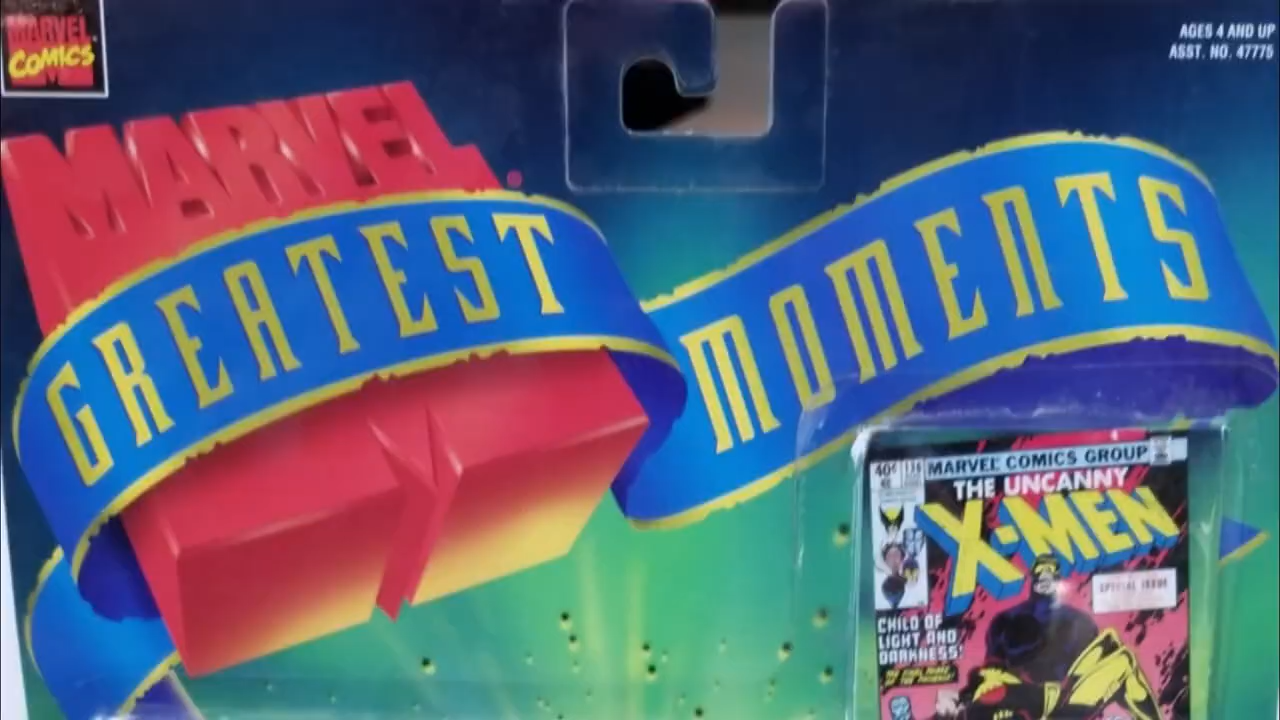 MARVEL
COMICS
AGES 4 AND UP
ASST. NO. 47775
MARVEL
GREATEST
MOMENTS
40¢
136
MARVEL COMICS GROUP
THE UNCANNY
X-MEN
SPECIAL ISSUE
CHILD OF
LIGHT AND
DARKNESS!